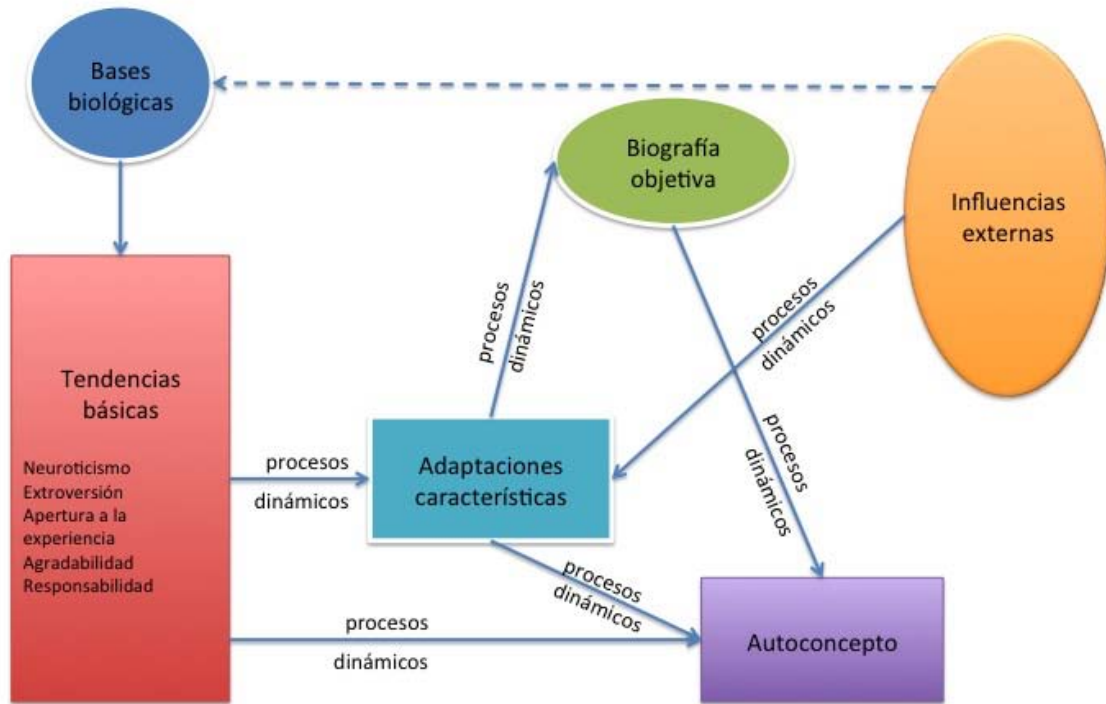 Bases
biológicas
Biografía
objetiva
Influencias
externas
procesos
dinámicos
procesos
dinámicos
Tendencias
básicas
Neuroticismo
Extroversión
Apertura a la
experiencia
Agradabilidad
Responsabilidad
procesos
dinámicos
Adaptaciones
características
procesos
dinámicos
procesos
dinámicos
procesos
dinámicos
Autoconcepto